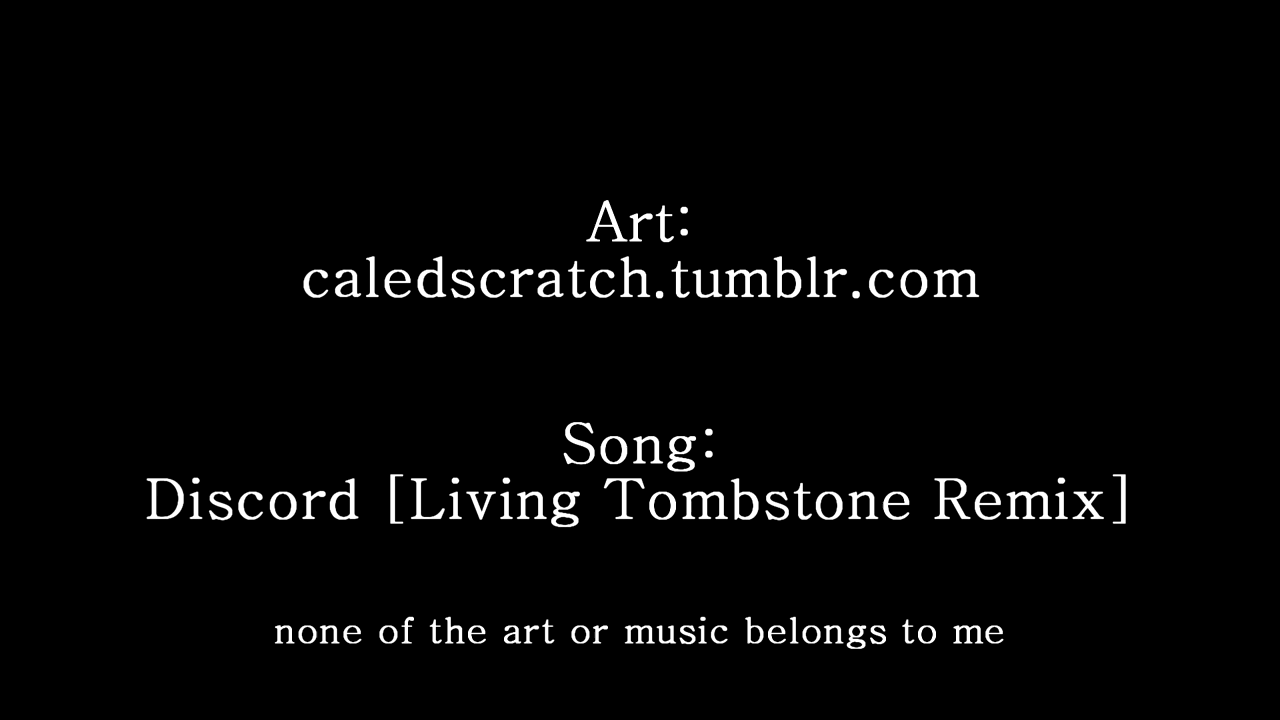 Art:
caledscratch.tumblr.com
Song:
Discord [Living Tombstone Remix]
none of the art or music belongs to me